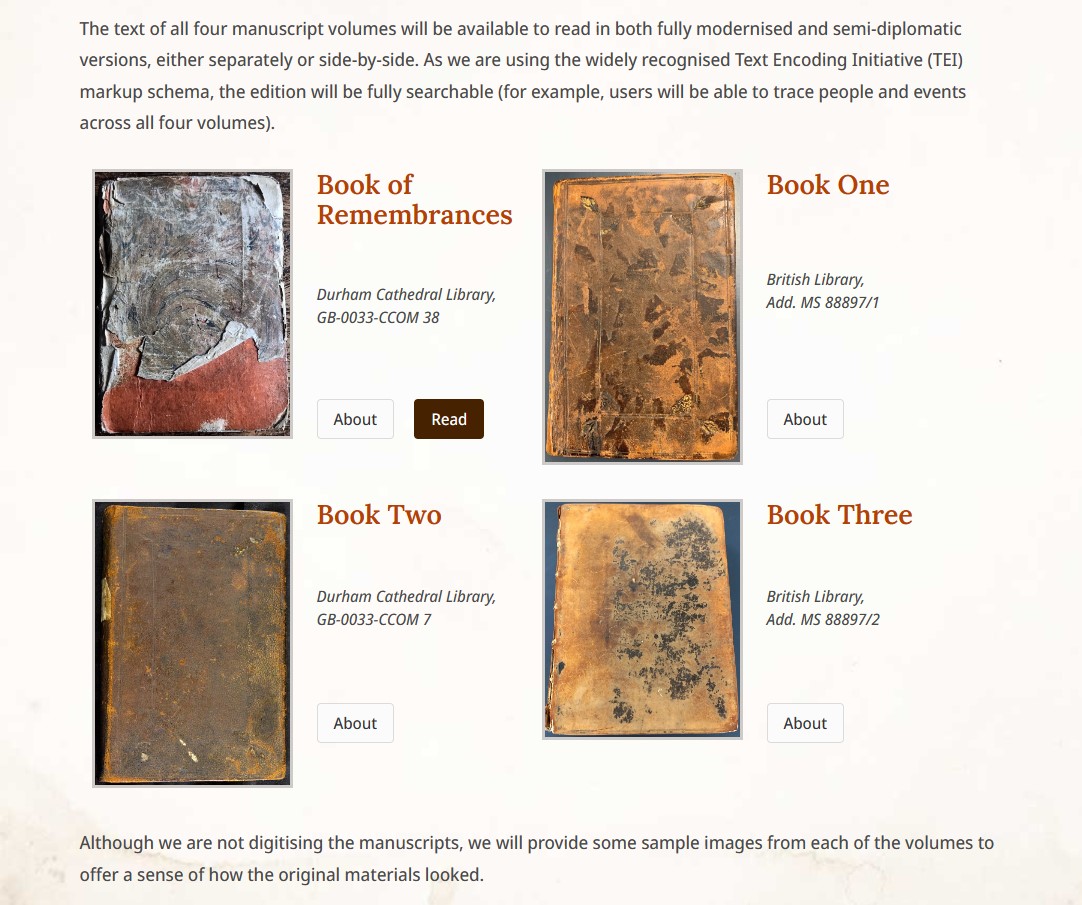 The text of all four manuscript volumes will be available to read in both fully modernised and semi-diplomatic
versions, either separately or side-by-side. As we are using the widely recognised Text Encoding Initiative (TEI)
markup schema, the edition will be fully searchable (for example, users will be able to trace people and events
across all four volumes).
Book of
Remembrances
Durham Cathedral Library,
GB-0033-CCOM 38
About
Read
Book One
British Library,
Add. MS 88897/1
About
Book Two
Durham Cathedral Library,
GB-0033-CCOM 7
About
Book Three
British Library,
Add. MS 88897/2
About
Although we are not digitising the manuscripts, we will provide some sample images from each of the volumes to
offer a sense of how the original materials looked.